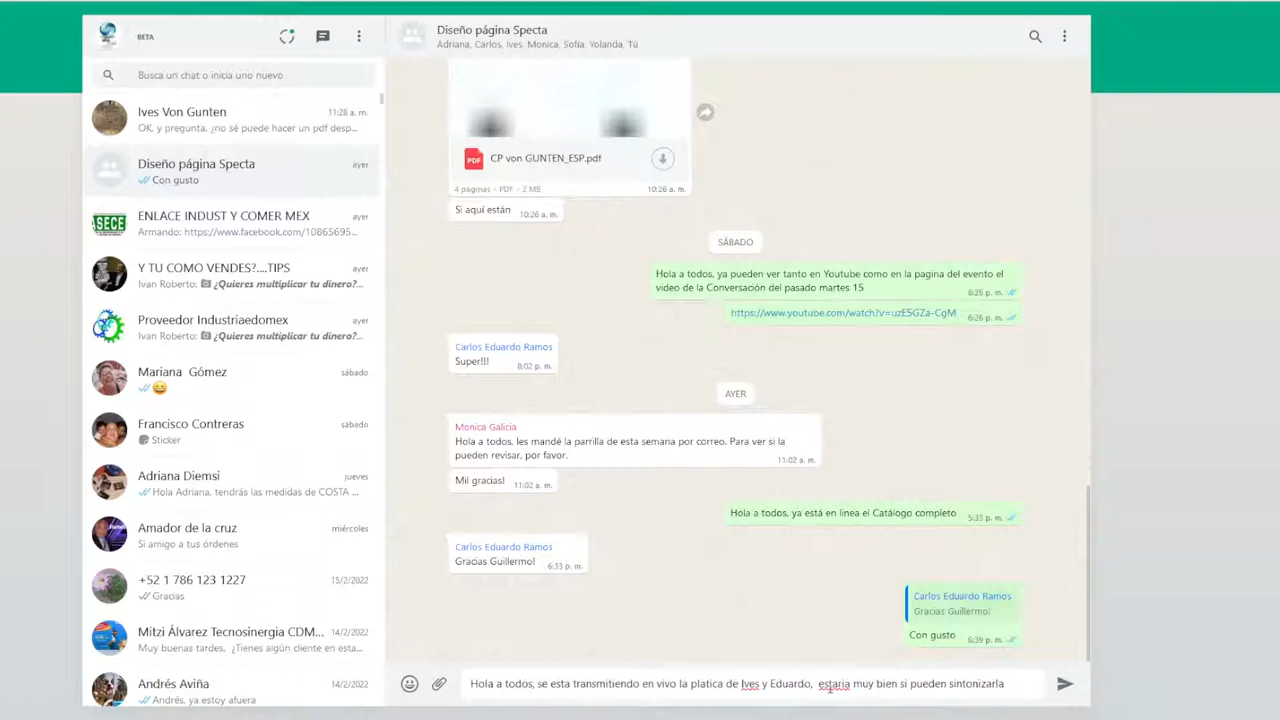 BETA
Busca un chat o inicia uno nuevo
Ives Von Gunten
11:28 a. m.
OK, y pregunta, ¿no sé puede hacer un pdf desp...
Diseño página Specta
ayer
Con gusto
SECE
ENLACE INDUST Y COMER MEX
ayer
Armando: https://www.facebook.com/10865695...
Y TU COMO VENDES?....TIPS
ayer
Ivan Roberto: ¿Quieres multiplicar tu dinero?...
Proveedor Industriaedomex
ayer
Ivan Roberto: ¿Quieres multiplicar tu dinero?...
Mariana Gómez
sábado
😆
Francisco Contreras
sábado
Sticker
Adriana Diemsi
jueves
Hola Adriana, tendrás las medidas de COSTA ...
Amador de la cruz
miércoles
Si amigo a tus órdenes
+52 1 786 123 1227
15/2/2022
Gracias
Mitzi Álvarez Tecnosinergia CDM...
14/2/2022
Muy buenas tardes, ¿Tienes algún cliente en esta...
Andrés Aviña
14/2/2022
Andrés, ya estoy afuera
Diseño página Specta
Adriana, Carlos, Ives, Monica, Sofía, Yolanda, Tú
PDF
CP von GUNTEN_ESP.pdf
4 páginas - PDF - 2 MB
10:26 a. m.
Si aquí están
10:26 a. m.
SÁBADO
Hola a todos, ya pueden ver tanto en Youtube como en la pagina del evento el
video de la Conversación del pasado martes 15
6:26 p. m.
https://www.youtube.com/watch?v=uzESGZa-CgM
6:26 p. m.
Carlos Eduardo Ramos
Super!!!
8:02 p. m.
AYER
Monica Galicia
Hola a todos, les mandé la parrilla de esta semana por correo. Para ver si la
pueden revisar, por favor.
11:02 a. m.
Mil gracias!
11:02 a. m.
Hola a todos, ya está en linea el Catálogo completo
5:35 p. m.
Carlos Eduardo Ramos
Gracias Guillermo!
6:33 p. m.
Carlos Eduardo Ramos
Gracias Guillermo!
Con gusto
6:39 p. m.
Hola a todos, se esta transmitiendo en vivo la platica de Ives y Eduardo, estaria muy bien si pueden sintonizarla